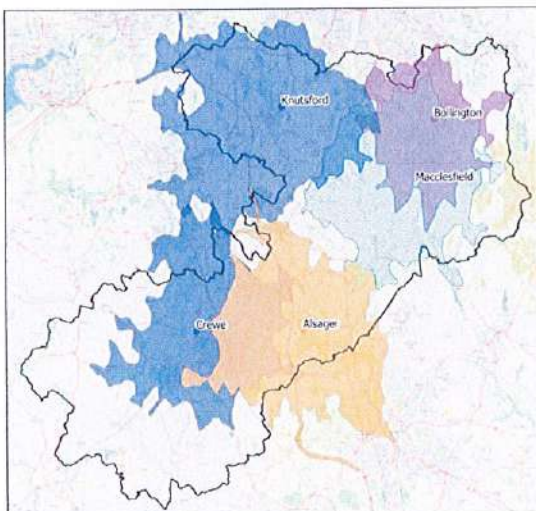 Knutsford
Bollington
Macclesfield
Crewe
Alsager